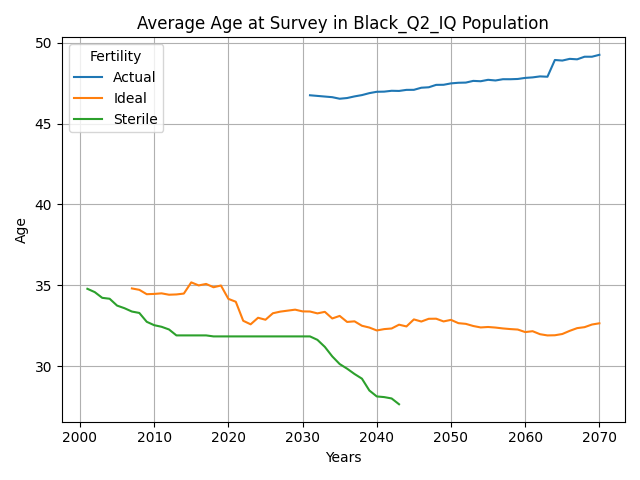 Average Age at Survey in Black_Q2_IQ Population
Fertility
Actual
Ideal
Sterile
Age
50
45
40
35
30
2000 2010 2020 2030 2040 2050 2060 2070
Years